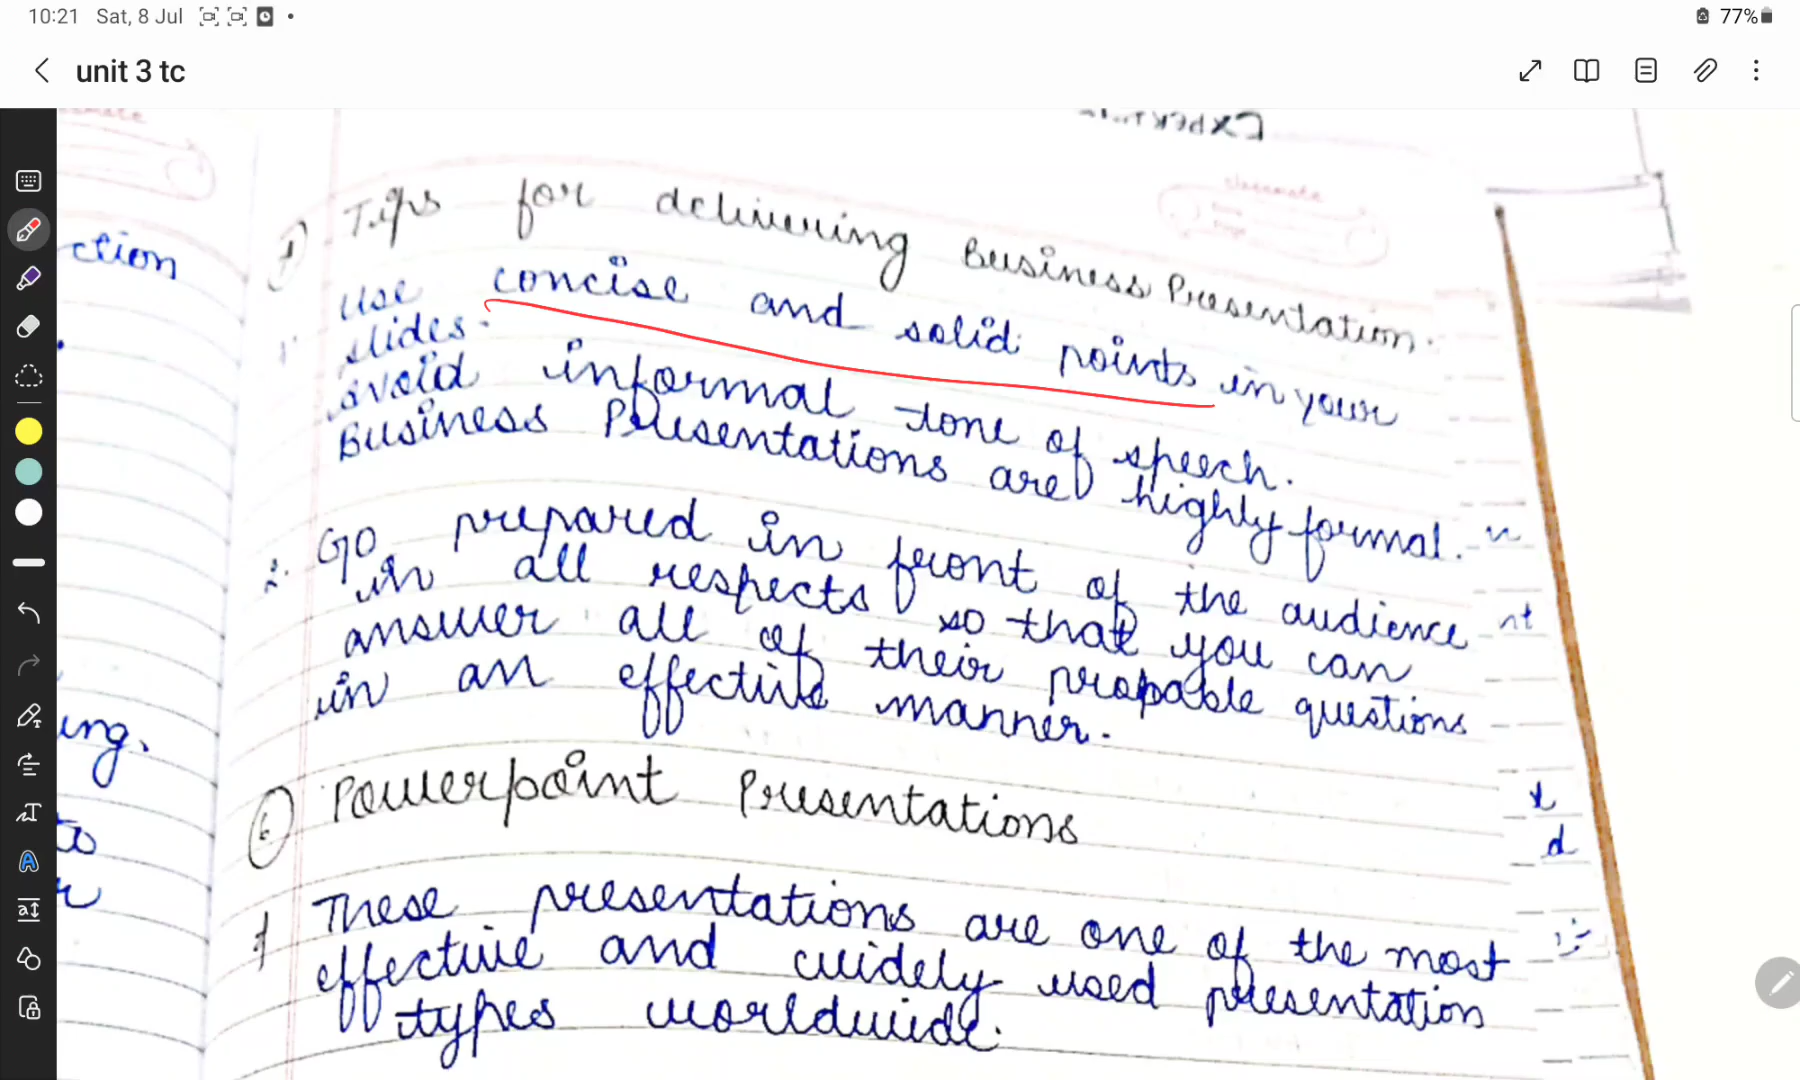 10:21 Sat, 8 Jul
77%
unit 3 tc
ction
ing.
to
Tips for delivering Business Presentation.
1. Use concise and solid points in your
slides.
avoid informal tone of speech.
Business Presentations are highly formal.
2. Go prepared in front of the audience
in all respects so that you can
answer all of their propable questions
in an effective manner.
6 Powerpoint Presentations
1 These presentations are one of the most
effective and widely used presentation
types worldwide.
nt
d